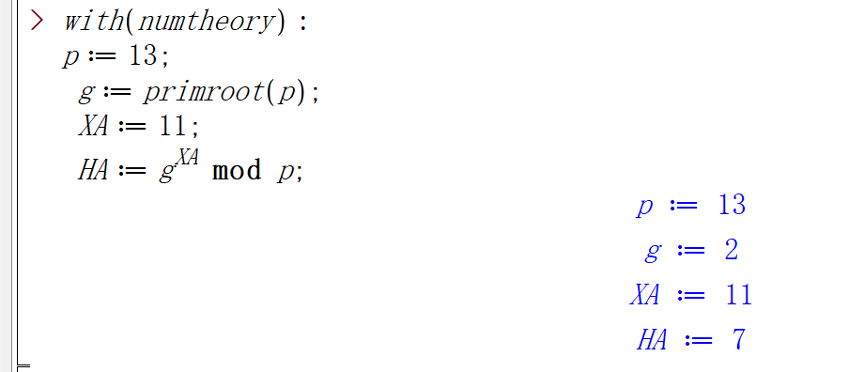 > with(numtheory) :
p := 13;
g := primroot(p);
XA := 11;
HA := g^XA mod p;
p := 13
g := 2
XA := 11
HA := 7